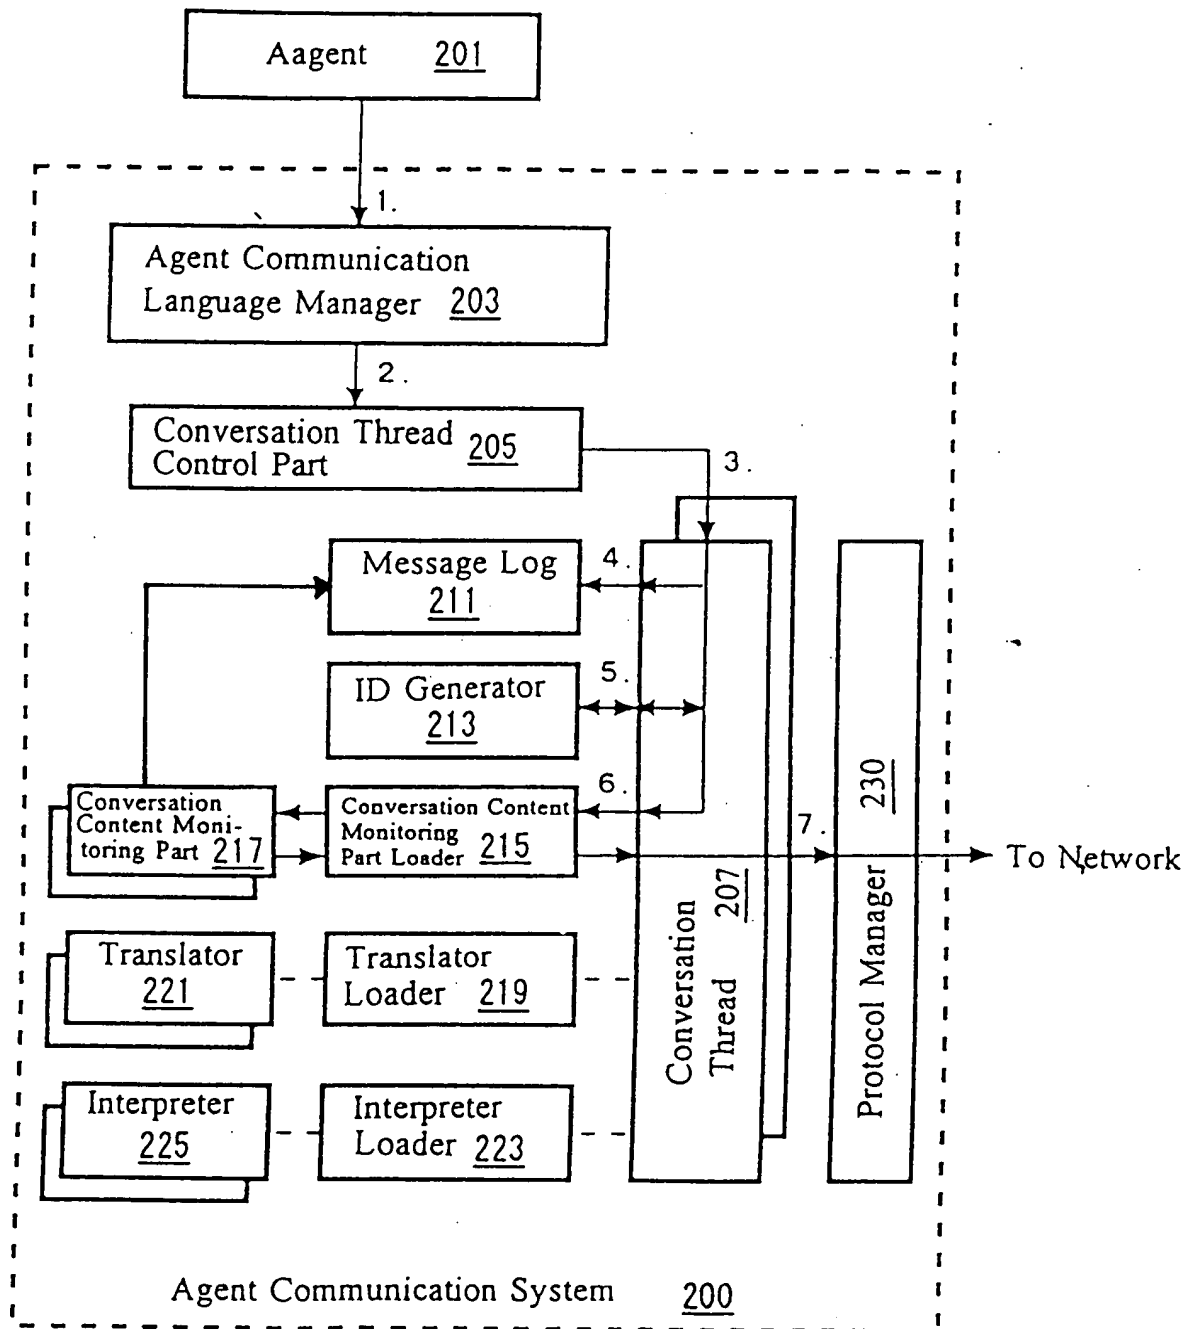 Aagent 201
1.
Agent Communication
Language Manager 203
2.
Conversation Thread
Control Part 205
3.
Message Log
211
4.
ID Generator
213
5.
Conversation
Content Moni-
toring Part 217
Conversation Content
Monitoring
Part Loader 215
6.
7.
To Network
Translator
221
Translator
Loader 219
Interpreter
225
Interpreter
Loader 223
Conversation
Thread 207
Protocol Manager 230
Agent Communication System 200